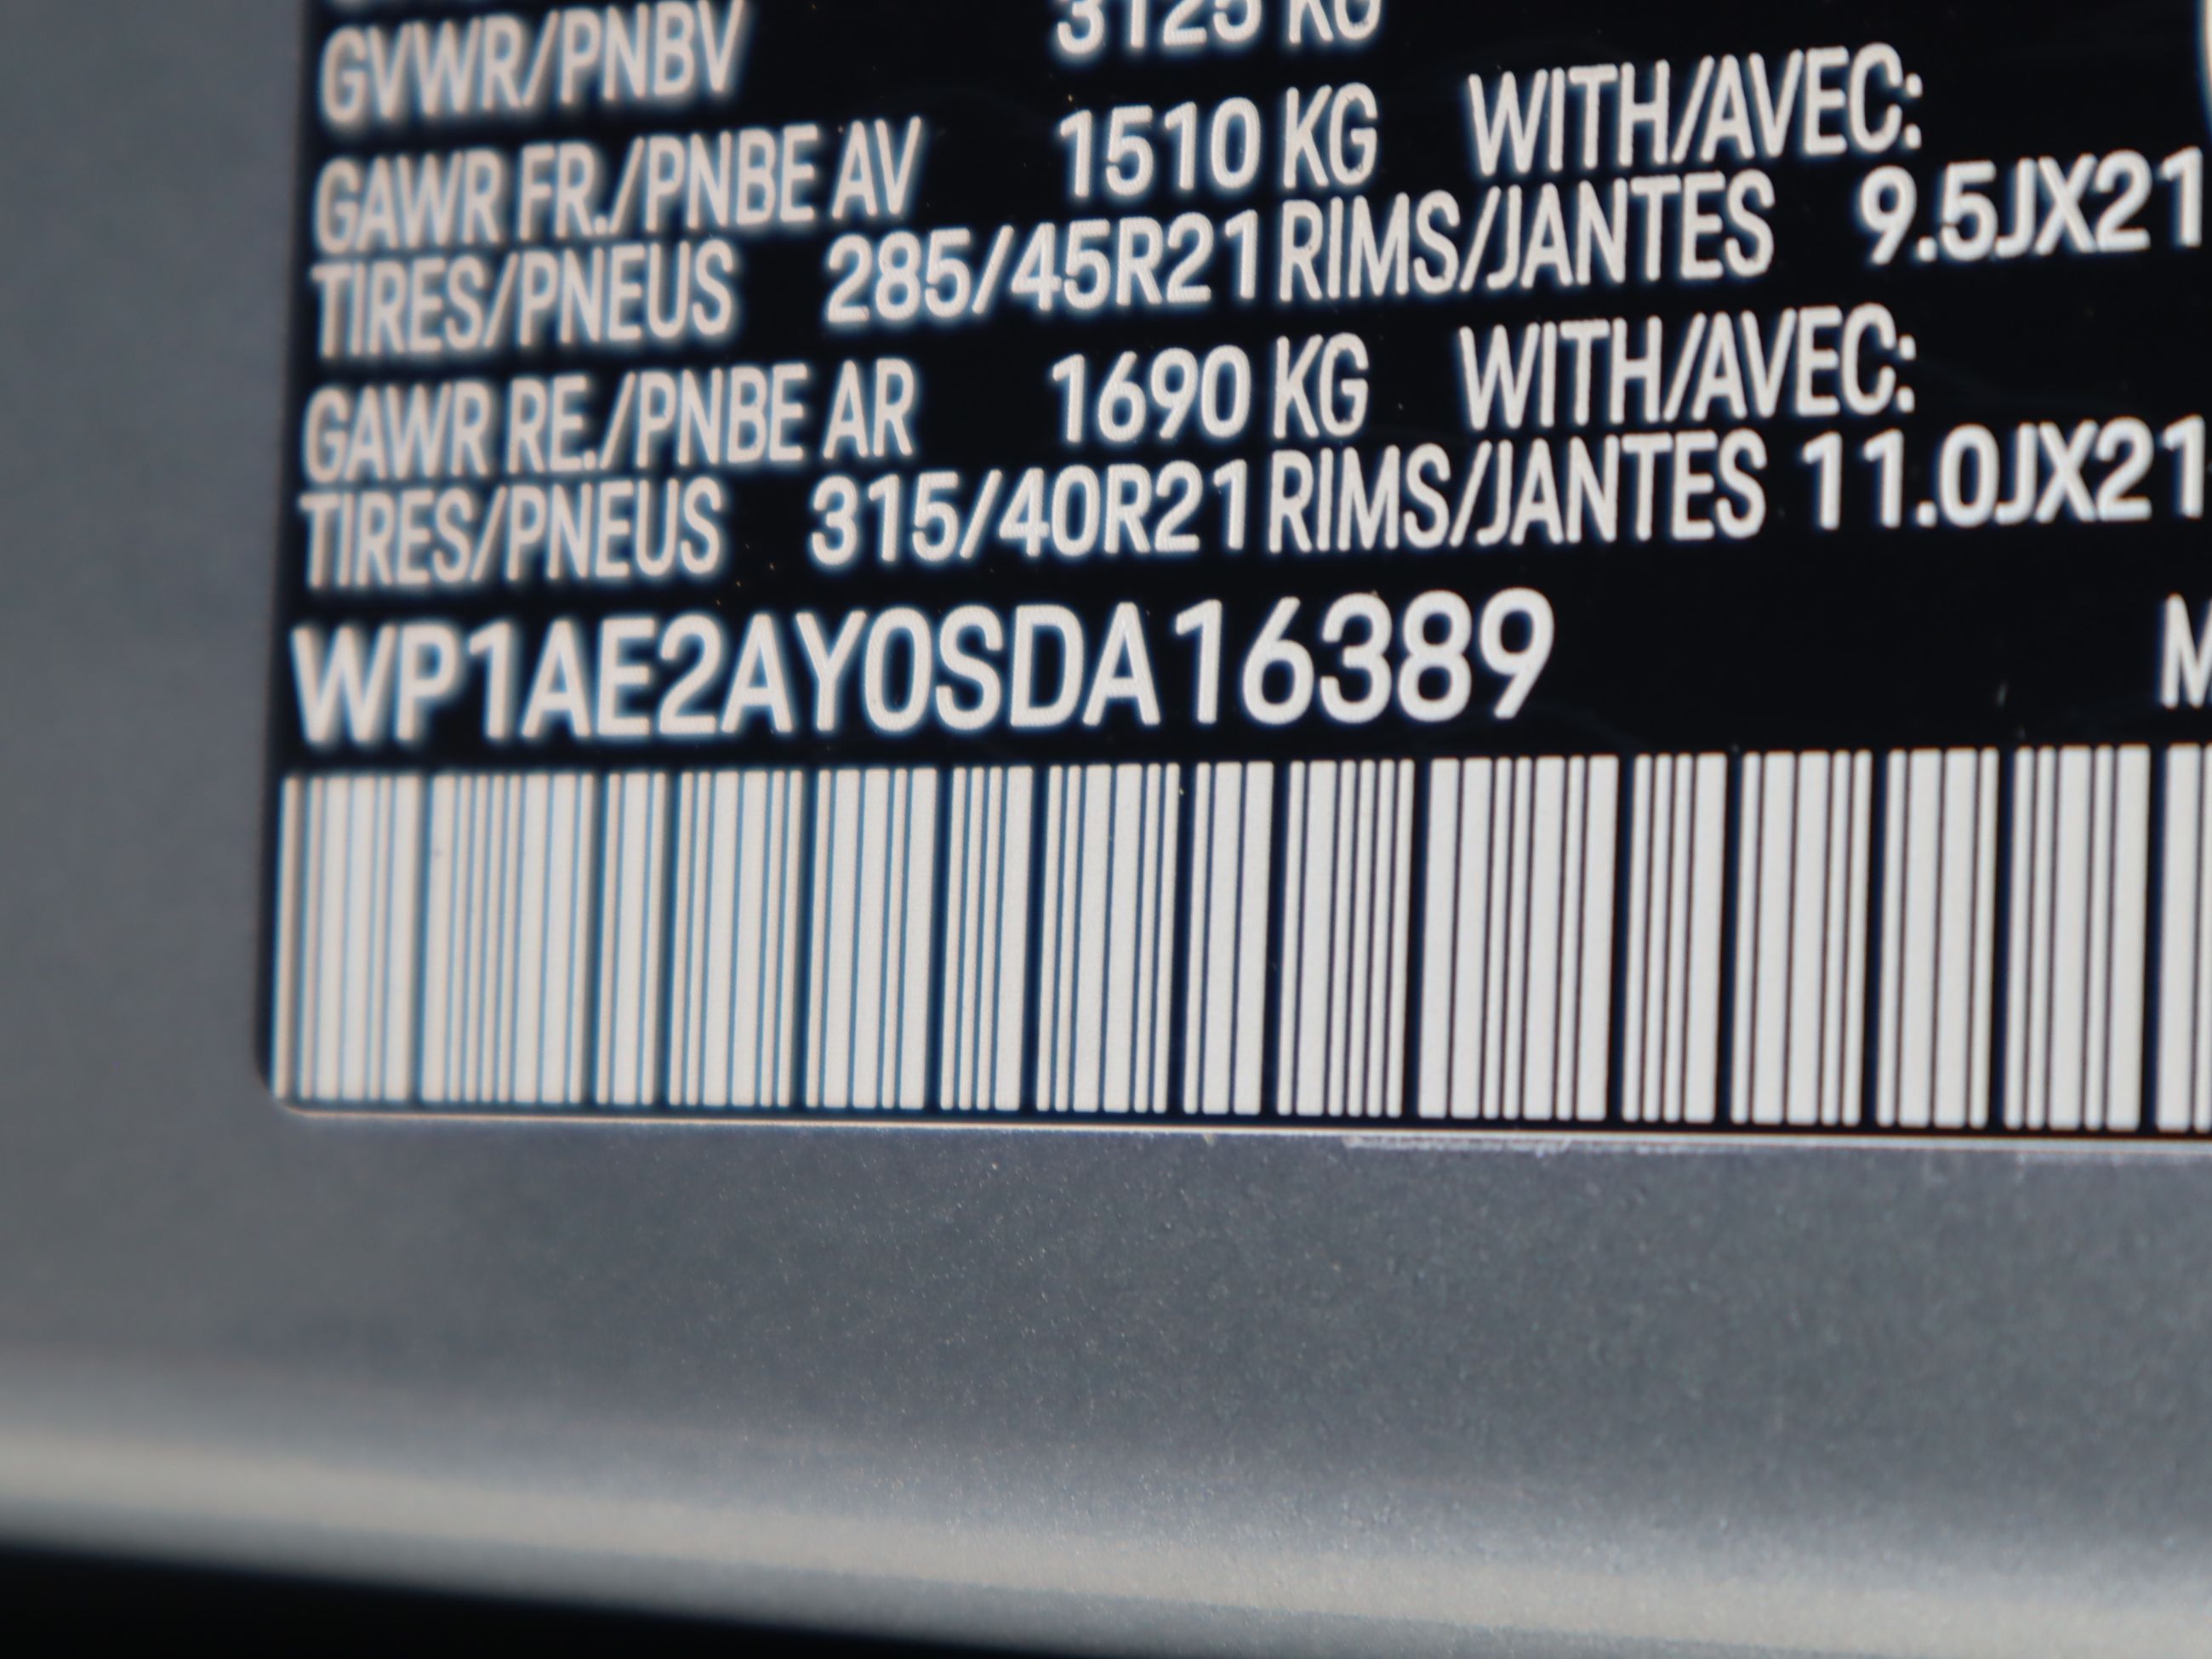 GVWR/PNBV 3125 KG
GAWR FR./PNBE AV 1510 KG WITH/AVEC:
TIRES/PNEUS 285/45R21 RIMS/JANTES 9.5JX21
GAWR RE./PNBE AR 1690 KG WITH/AVEC:
TIRES/PNEUS 315/40R21 RIMS/JANTES 11.0JX21
WP1AE2AY0SDA16389